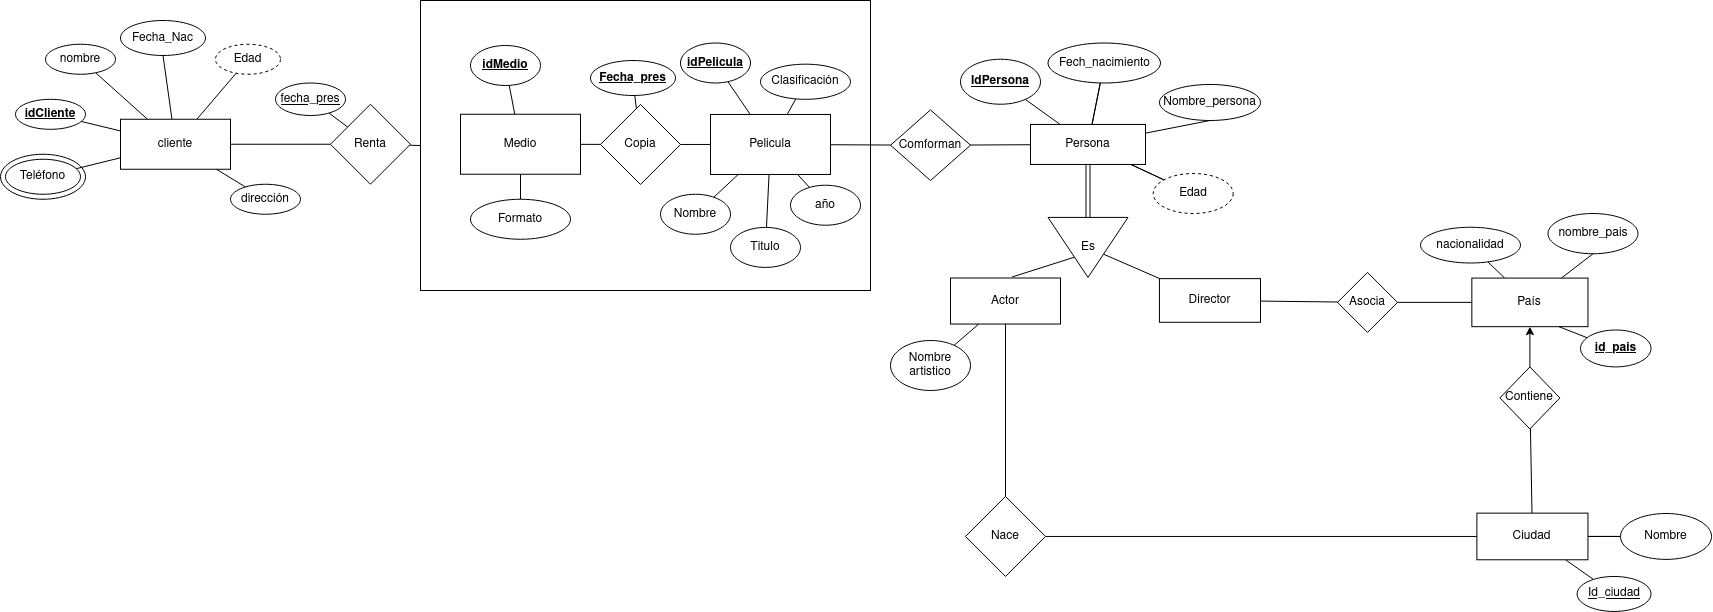 Fecha_Nac
nombre
Edad
idCliente
fecha_pres
cliente
Renta
Teléfono
dirección
idMedio
Fecha_pres
idPelicula
Clasificación
Medio
Copia
Pelicula
Formato
Nombre
Titulo
año
Comforman
IdPersona
Fech_nacimiento
Nombre_persona
Persona
Edad
Es
Actor
Director
Nombre
artistico
Asocia
nacionalidad
nombre_pais
País
id_pais
Contiene
Nace
Ciudad
Nombre
Id_ciudad